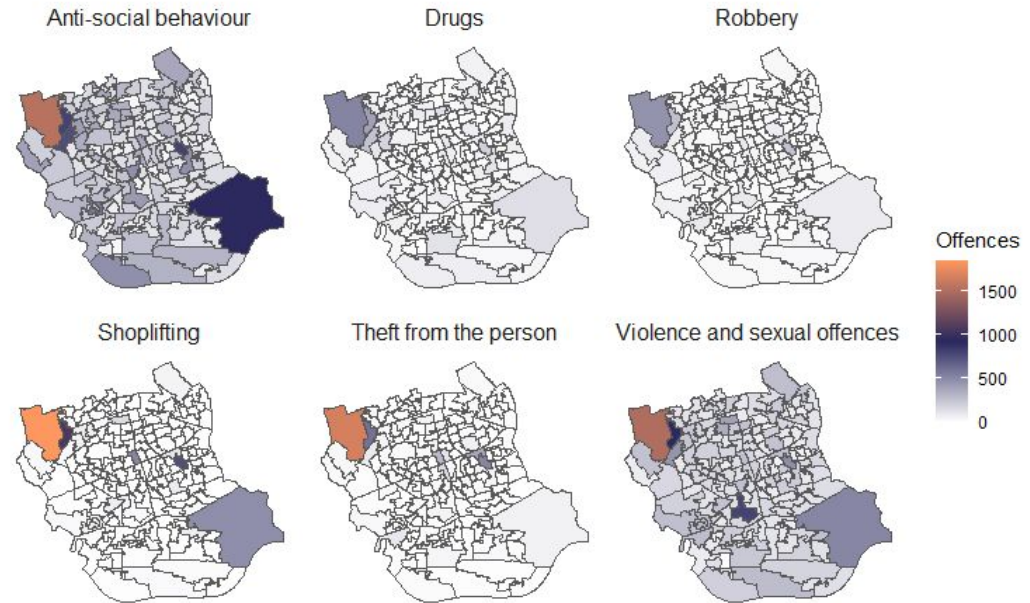 Anti-social behaviour
Drugs
Robbery
Shoplifting
Theft from the person
Violence and sexual offences
Offences
1500
1000
500
0